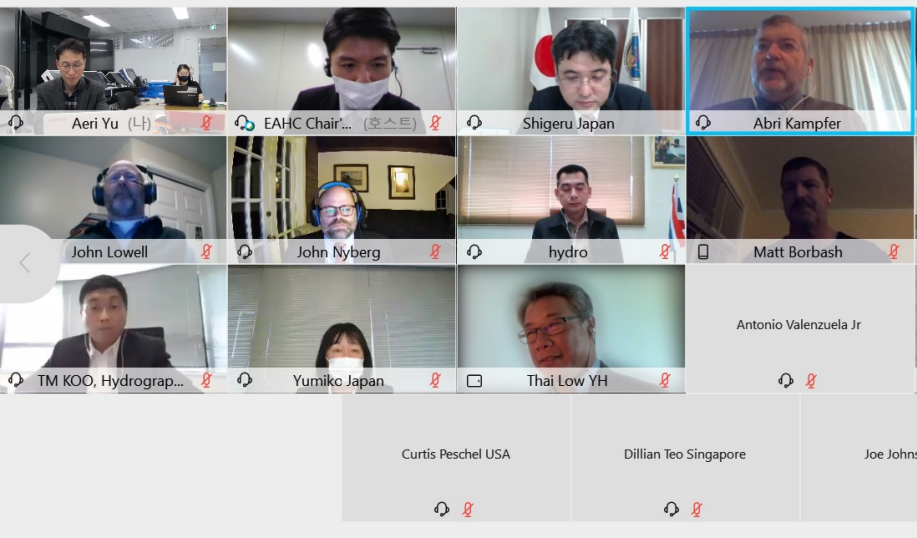 Aeri Yu (나)
EAHC Chair'... (호스트)
Shigeru Japan
Abri Kampfer
John Lowell
John Nyberg
hydro
Matt Borbash
TM KOO, Hydrograp...
Yumiko Japan
Thai Low YH
Antonio Valenzuela Jr
Curtis Peschel USA
Dillian Teo Singapore
Joe Johns